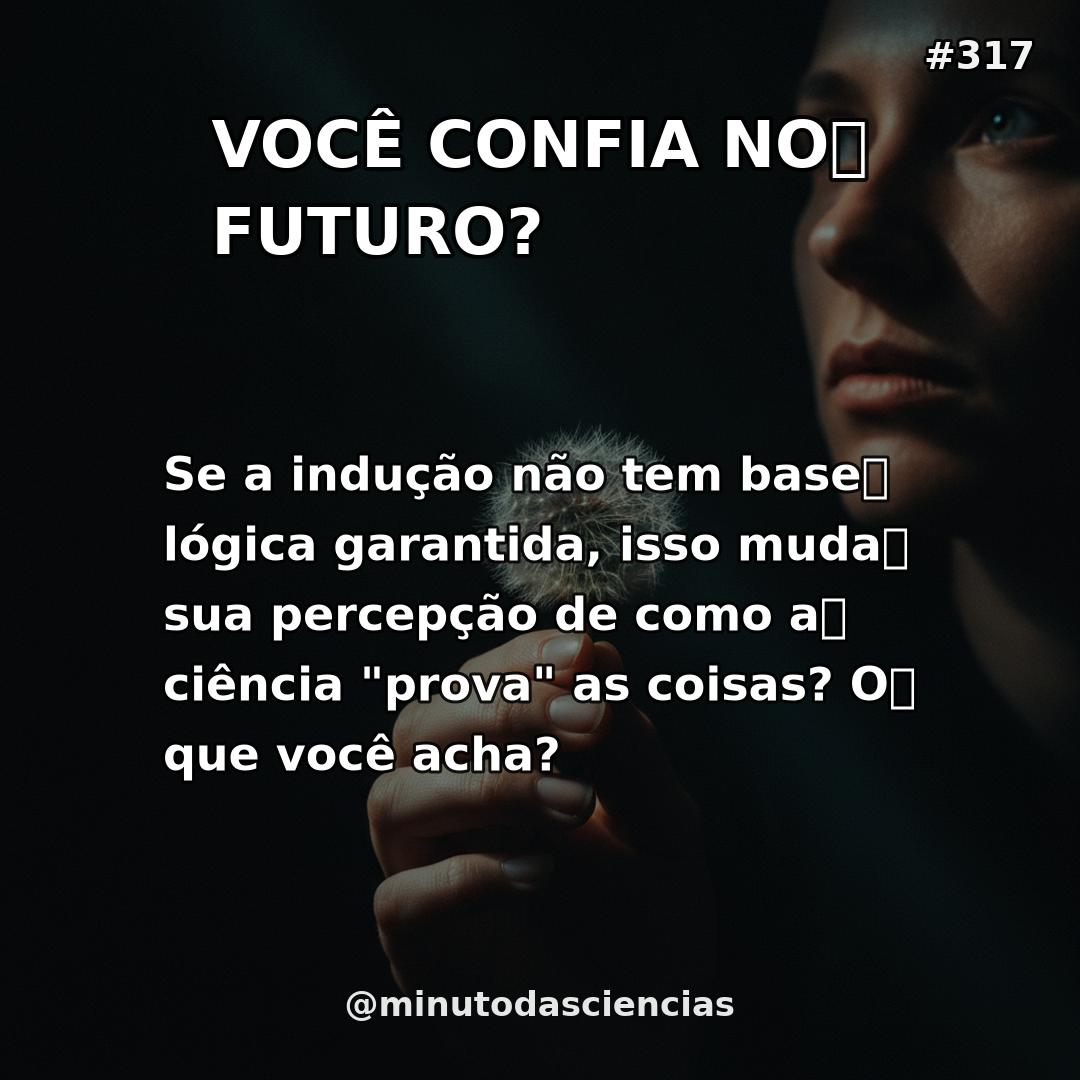 #317
VOCÊ CONFIA NO▯
FUTURO?
Se a indução não tem base▯
lógica garantida, isso muda▯
sua percepção de como a▯
ciência "prova" as coisas? O▯
que você acha?
@minutodasciencias